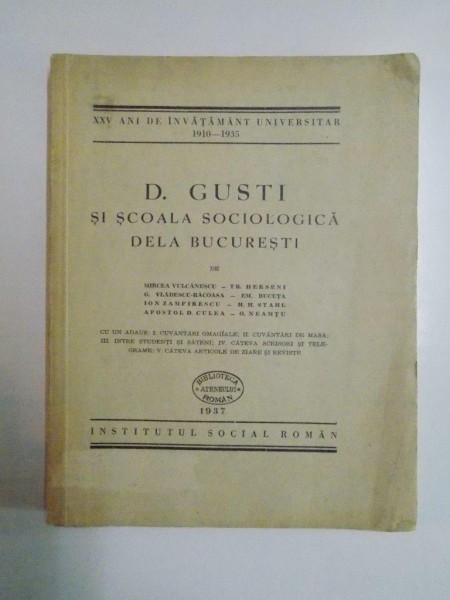 XXV ANI DE ÎNVĂȚĂMÂNT UNIVERSITAR
1910—1935
D. GUSTI
ȘI ȘCOALA SOCIOLOGICĂ
DELA BUCUREȘTI
DE
MIRCEA VULCĂNESCU – TR. HERSENI
G. VLĂDESCU-RĂCOASA – EM. BUCUȚA
ION ZAMFIRESCU – H. H. STAHL
APOSTOL D. CULEA – O. NEAMȚU
CU UN ADAUS: I. CUVÂNTĂRI OMAGIALE; II. CUVÂNTĂRI DE MASĂ;
III. INTRE STUDENȚI ȘI SĂTENI; IV. CÂTEVA SCRISORI ȘI TELE-
GRAME; V. CÂTEVA ARTICOLE DE ZIARE ȘI REVISTE
BIBLIOTECA
ATENEULUI
ROMÂN
1937
INSTITUTUL SOCIAL ROMÂN